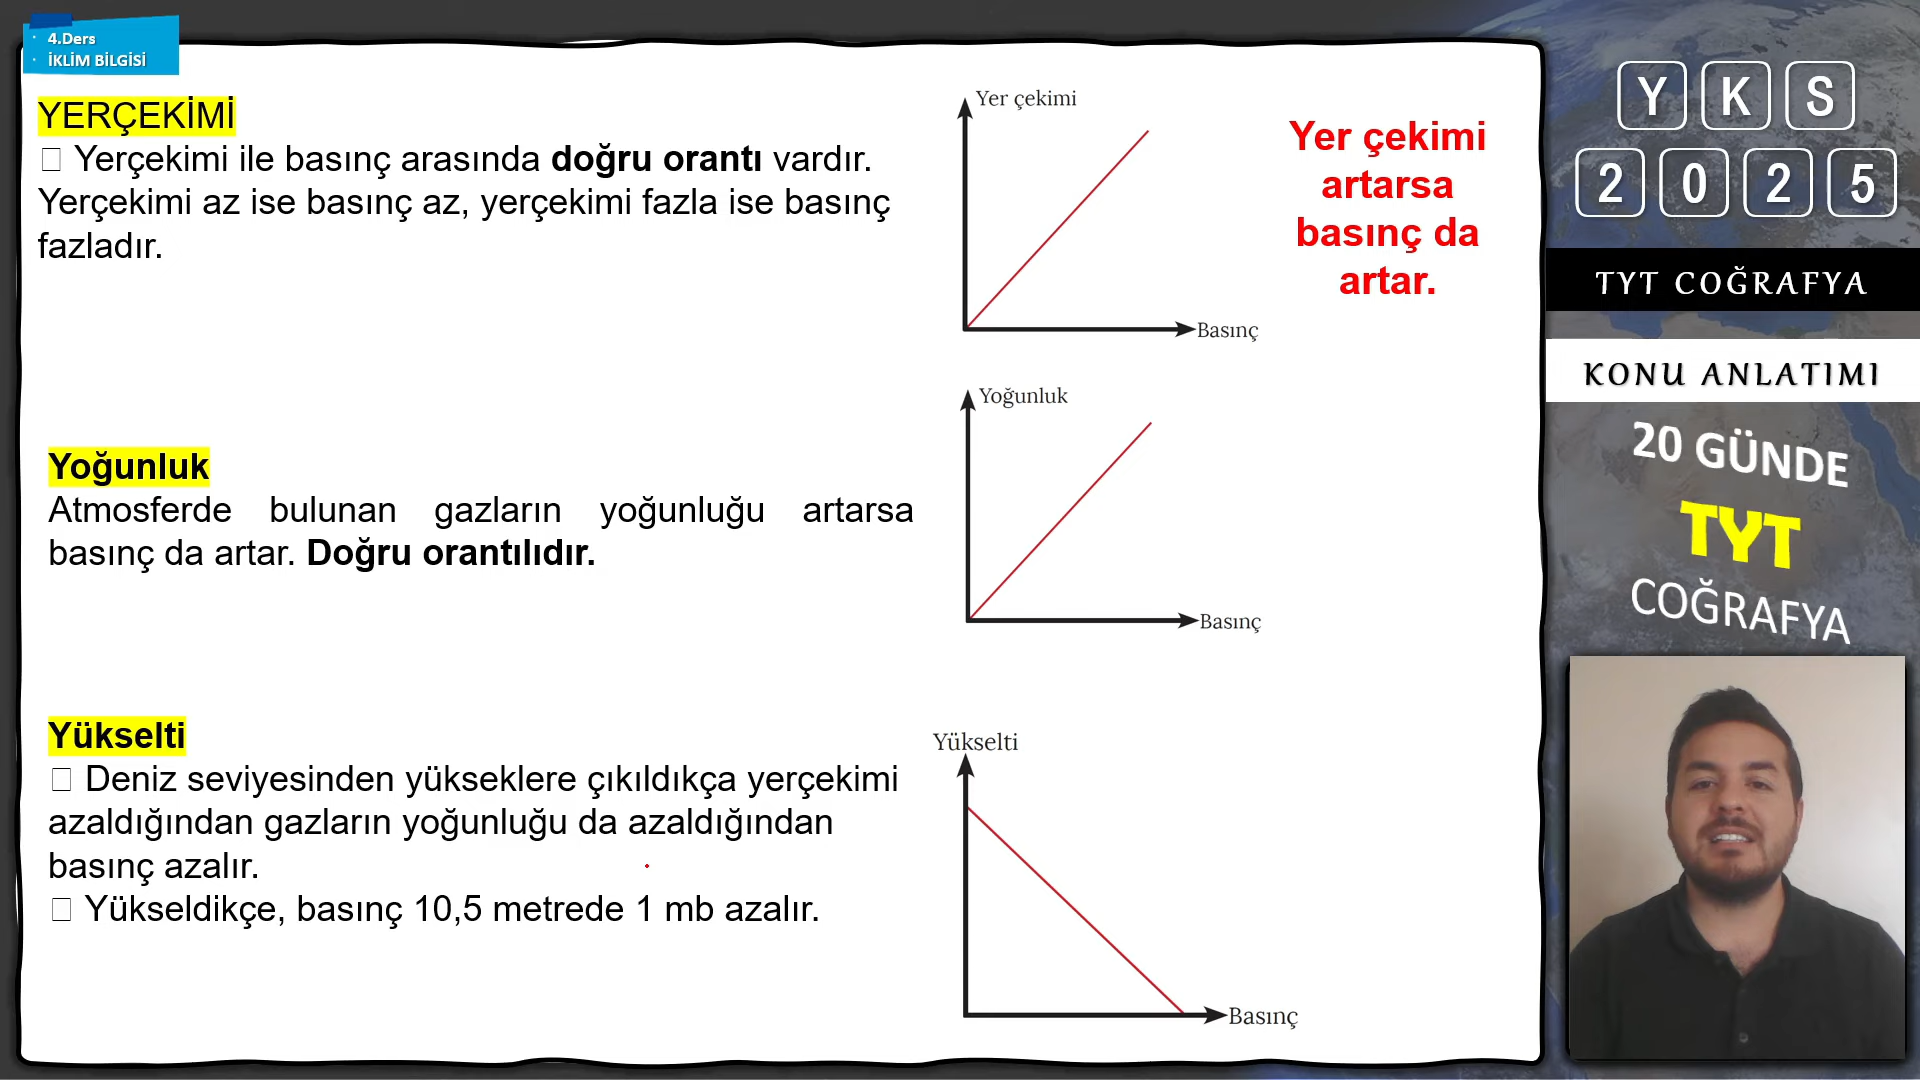 4.Ders
İKLİM BİLGİSİ
YERÇEKİMİ
Yerçekimi ile basınç arasında doğru orantı vardır.
Yerçekimi az ise basınç az, yerçekimi fazla ise basınç
fazladır.
Yer çekimi
Basınç
Yer çekimi
artarsa
basınç da
artar.
Yoğunluk
Atmosferde bulunan gazların yoğunluğu artarsa
basınç da artar. Doğru orantılıdır.
Yoğunluk
Basınç
Yükselti
Deniz seviyesinden yükseklere çıkıldıkça yerçekimi
azaldığından gazların yoğunluğu da azaldığından
basınç azalır.
Yükseldikçe, basınç 10,5 metrede 1 mb azalır.
Yükselti
Basınç
YKS
2025
TYT COĞRAFYA
KONU ANLATIMI
20 GÜNDE
TYT
COĞRAFYA